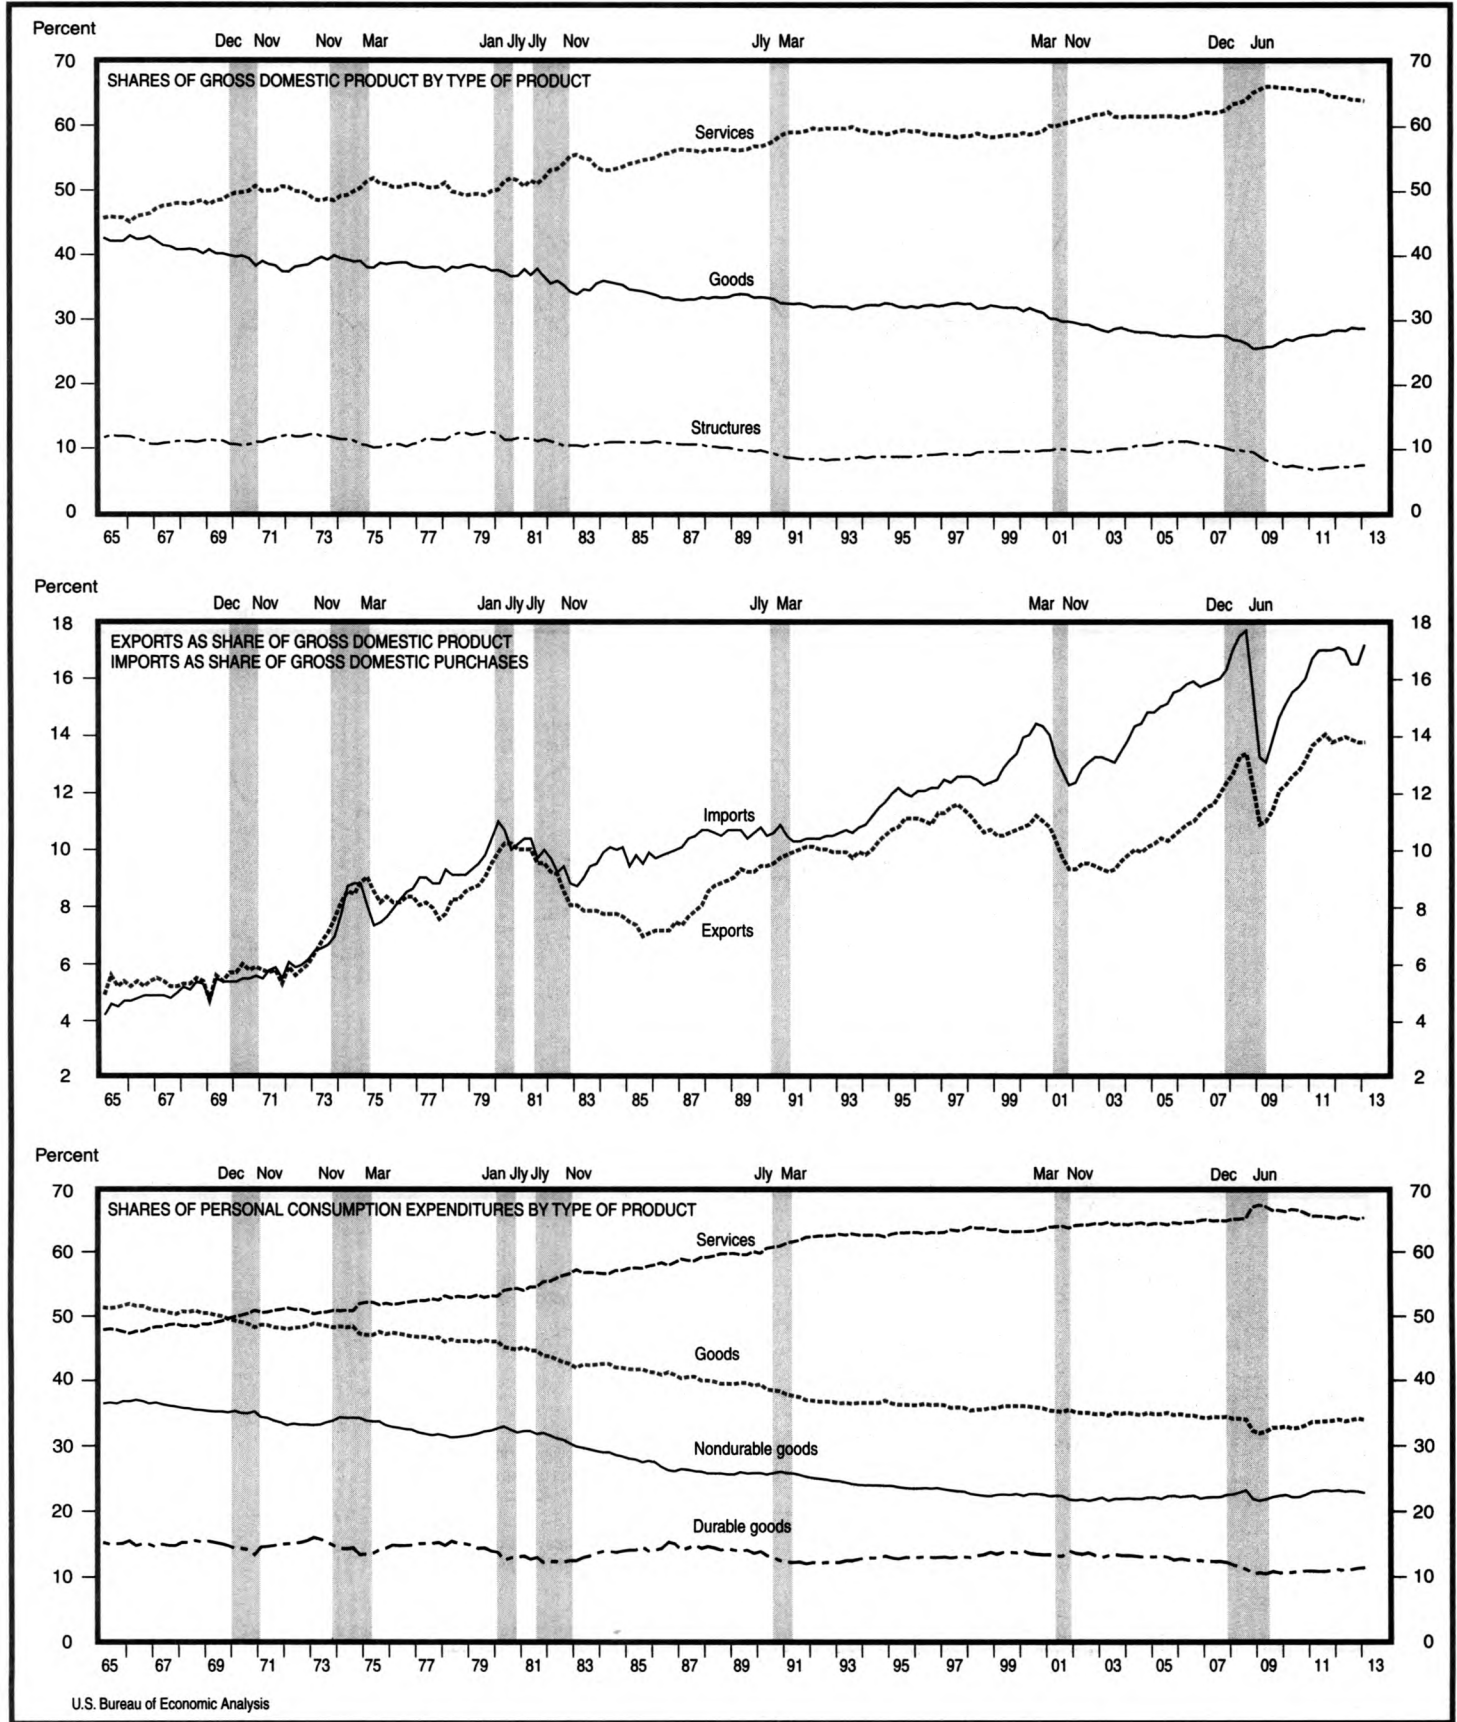 Percent
Dec Nov Nov Mar Jan Jly Jly Nov Jly Mar Mar Nov Dec Jun
70 70
SHARES OF GROSS DOMESTIC PRODUCT BY TYPE OF PRODUCT
60 60
Services
50 50
40 40
Goods
30 30
20 20
Structures
10 10
0 0
65 67 69 71 73 75 77 79 81 83 85 87 89 91 93 95 97 99 01 03 05 07 09 11 13
Percent
Dec Nov Nov Mar Jan Jly Jly Nov Jly Mar Mar Nov Dec Jun
18 18
EXPORTS AS SHARE OF GROSS DOMESTIC PRODUCT
IMPORTS AS SHARE OF GROSS DOMESTIC PURCHASES
16 16
14 14
12 12
Imports
10 10
8 8
Exports
6 6
4 4
2 2
65 67 69 71 73 75 77 79 81 83 85 87 89 91 93 95 97 99 01 03 05 07 09 11 13
Percent
Dec Nov Nov Mar Jan Jly Jly Nov Jly Mar Mar Nov Dec Jun
70 70
SHARES OF PERSONAL CONSUMPTION EXPENDITURES BY TYPE OF PRODUCT
Services
60 60
50 50
Goods
40 40
Nondurable goods
30 30
20 20
Durable goods
10 10
0 0
65 67 69 71 73 75 77 79 81 83 85 87 89 91 93 95 97 99 01 03 05 07 09 11 13
U.S. Bureau of Economic Analysis